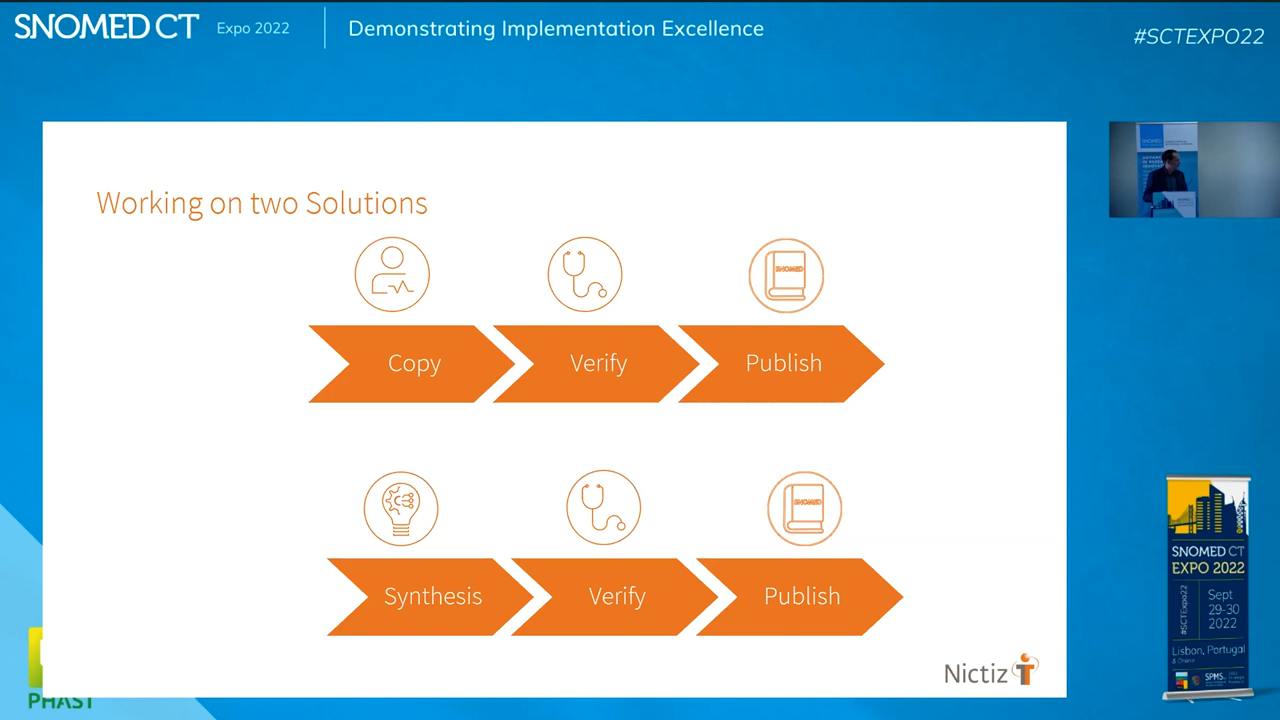 SNOMED CT Expo 2022 Demonstrating Implementation Excellence
#SCTEXPO22
SNOMED
Working on two Solutions
SNOMED
Copy Verify Publish
SNOMED
Synthesis Verify Publish
Nictiz
PHAST
SNOMED CT
EXPO 2022
#SCTExpo22
Sept
29-30
2022
Lisbon, Portugal
& Online
SPMS